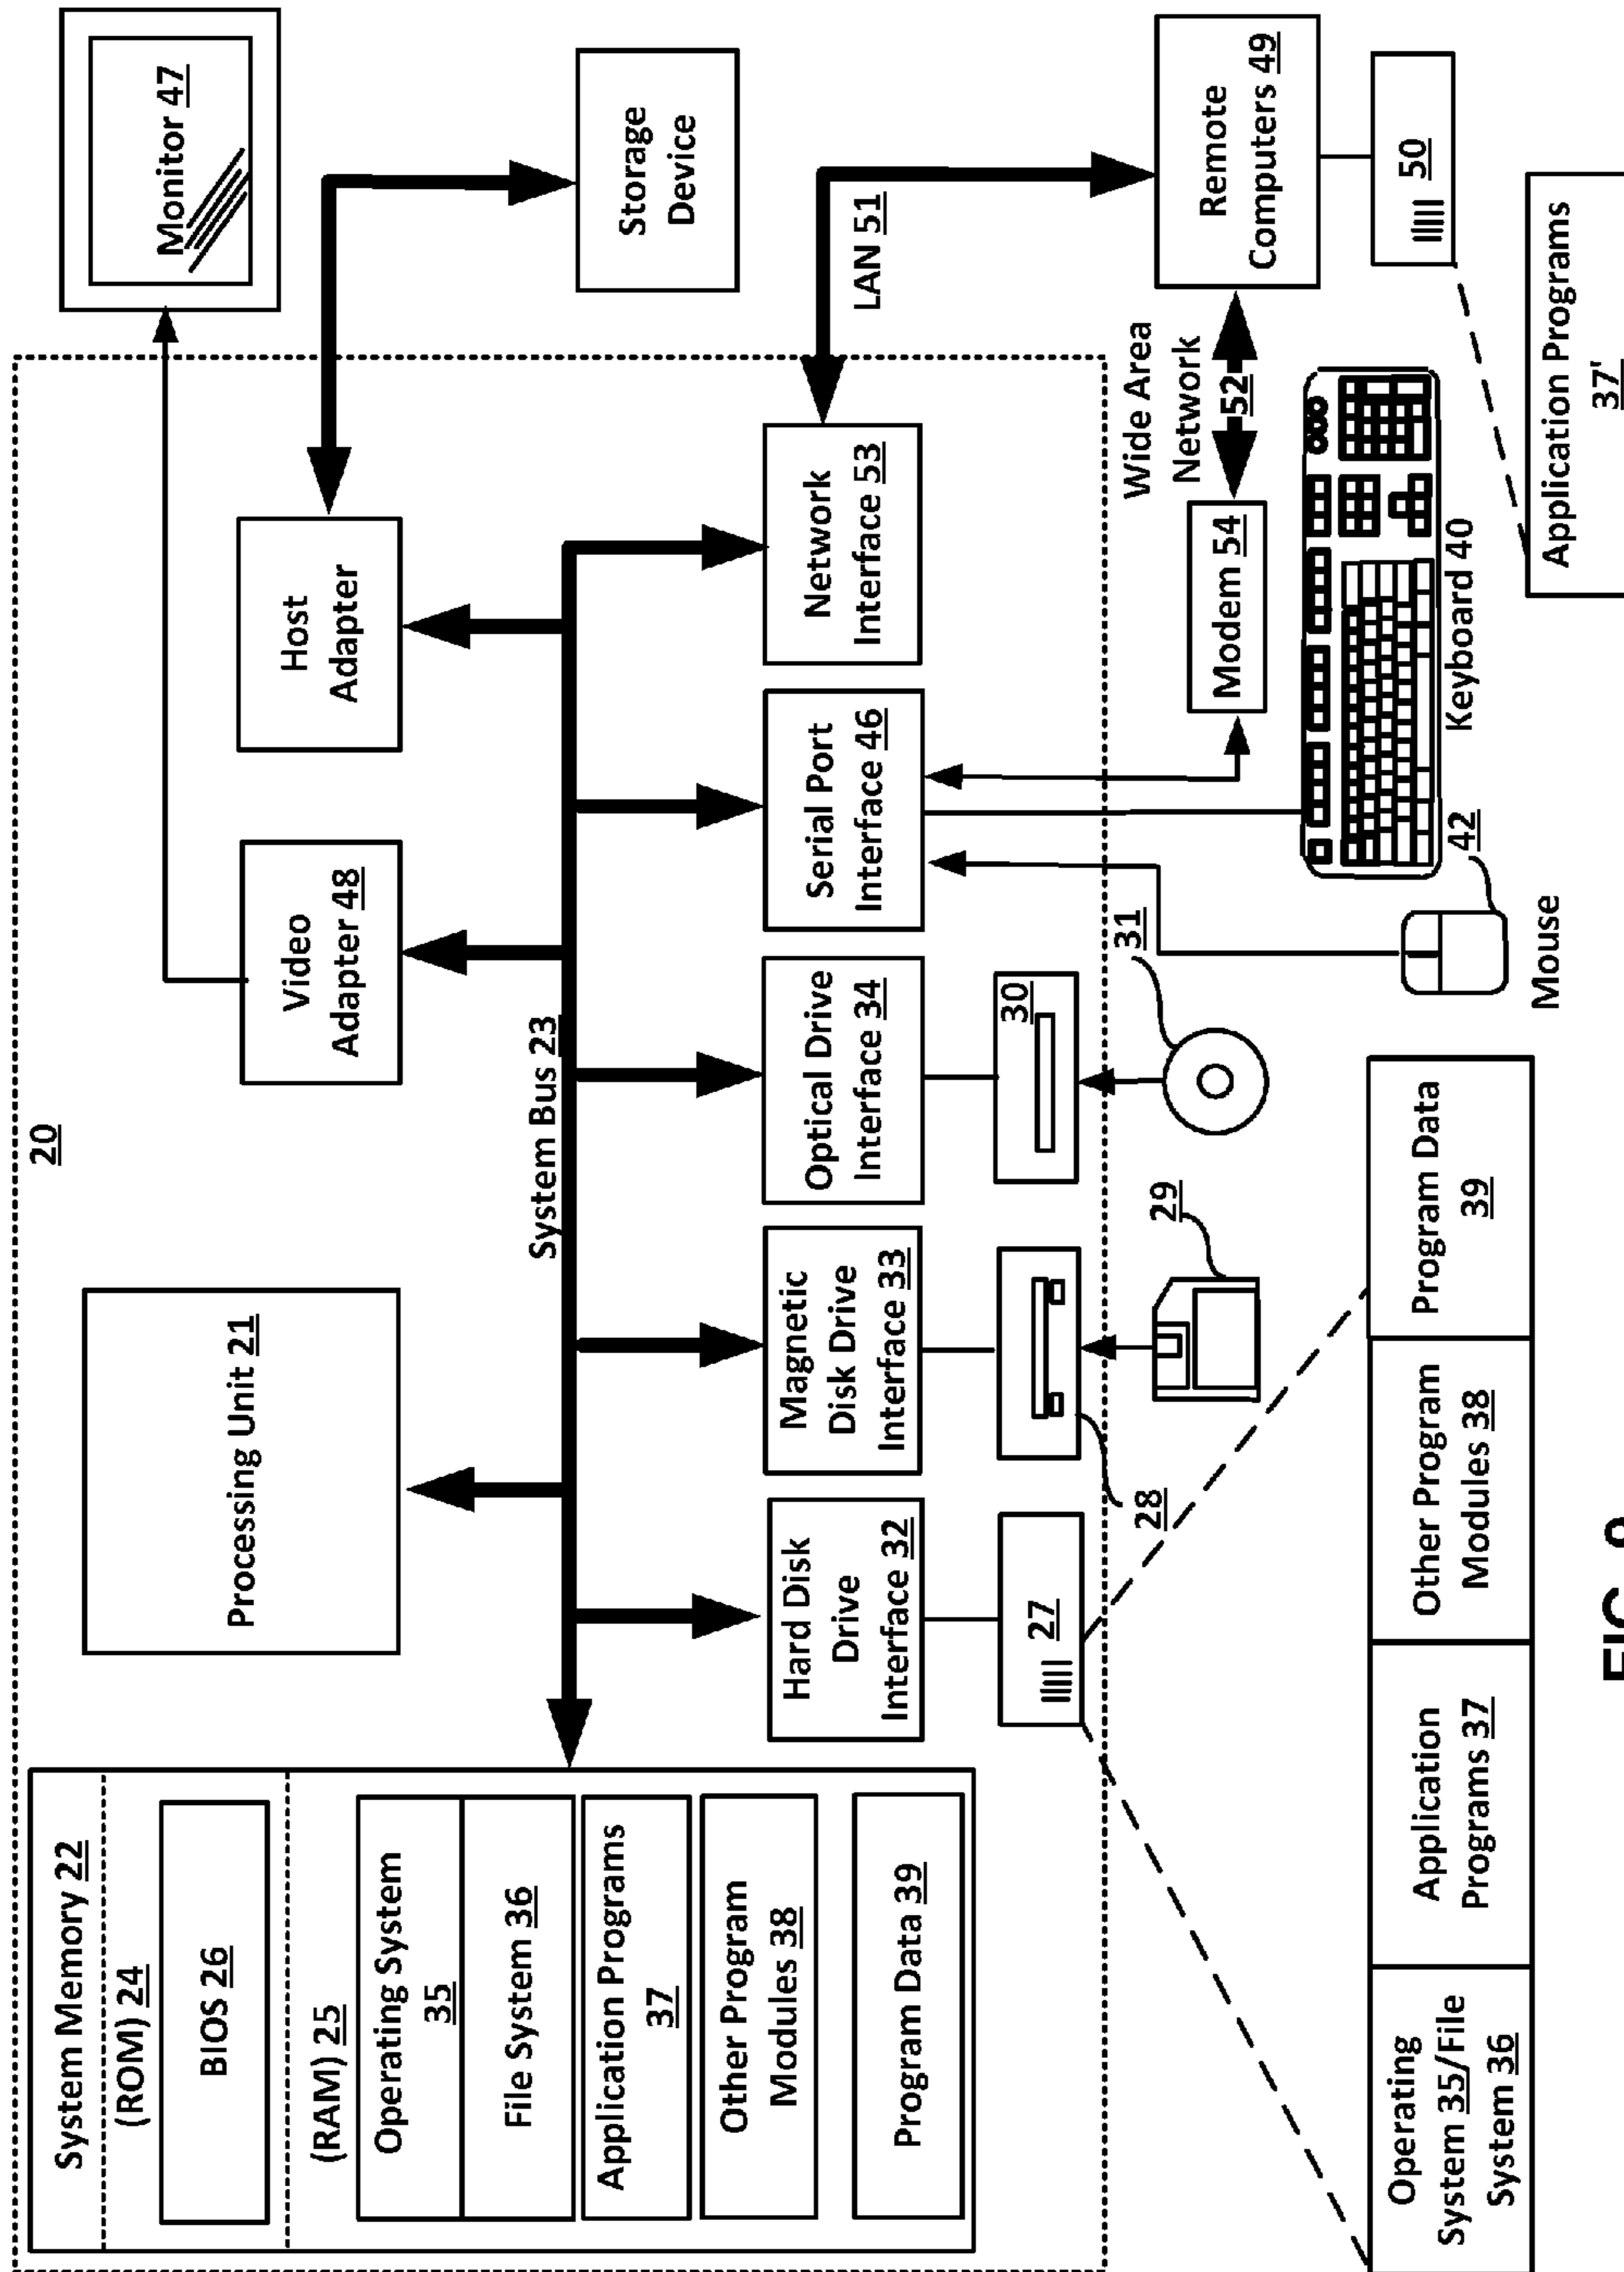 20
System Memory 22
(ROM) 24
BIOS 26
(RAM) 25
Operating System
35
File System 36
Application Programs
37
Other Program
Modules 38
Program Data 39
Processing Unit 21
Video
Adapter 48
Host
Adapter
Monitor 47
Storage
Device
System Bus 23
Hard Disk
Drive
Interface 32
Magnetic
Disk Drive
Interface 33
Optical Drive
Interface 34
Serial Port
Interface 46
Network
Interface 53
LAN 51
27
28
29
30
31
Wide Area
Network
52
Modem 54
Remote
Computers 49
50
Keyboard 40
42
Mouse
Operating
System 35/File
System 36
Application
Programs 37
Other Program
Modules 38
Program Data
39
Application Programs
37'
FIG.